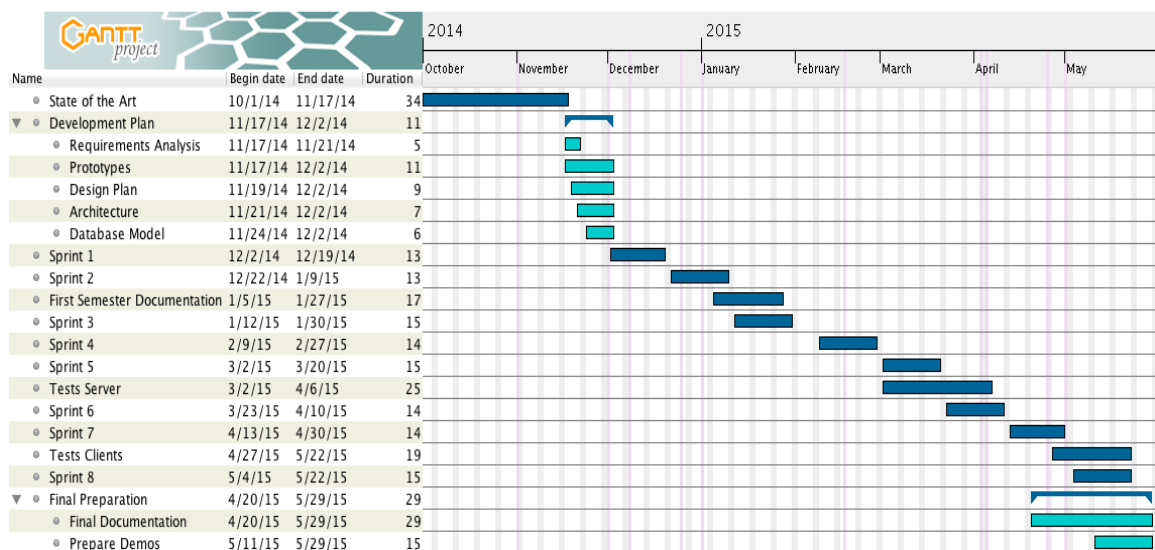 GANTT project
2014 2015
October November December January February March April May
Name Begin date End date Duration
State of the Art 10/1/14 11/17/14 34
Development Plan 11/17/14 12/2/14 11
Requirements Analysis 11/17/14 11/21/14 5
Prototypes 11/17/14 12/2/14 11
Design Plan 11/19/14 12/2/14 9
Architecture 11/21/14 12/2/14 7
Database Model 11/24/14 12/2/14 6
Sprint 1 12/2/14 12/19/14 13
Sprint 2 12/22/14 1/9/15 13
First Semester Documentation 1/5/15 1/27/15 17
Sprint 3 1/12/15 1/30/15 15
Sprint 4 2/9/15 2/27/15 14
Sprint 5 3/2/15 3/20/15 15
Tests Server 3/2/15 4/6/15 25
Sprint 6 3/23/15 4/10/15 14
Sprint 7 4/13/15 4/30/15 14
Tests Clients 4/27/15 5/22/15 19
Sprint 8 5/4/15 5/22/15 15
Final Preparation 4/20/15 5/29/15 29
Final Documentation 4/20/15 5/29/15 29
Prepare Demos 5/11/15 5/29/15 15